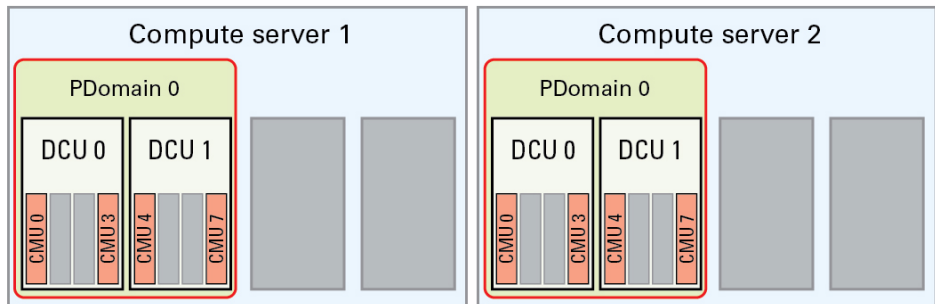 Compute server 1
PDomain 0
DCU 0
DCU 1
CMU 0
CMU 3
CMU 4
CMU 7
Compute server 2
PDomain 0
DCU 0
DCU 1
CMU 0
CMU 3
CMU 4
CMU 7